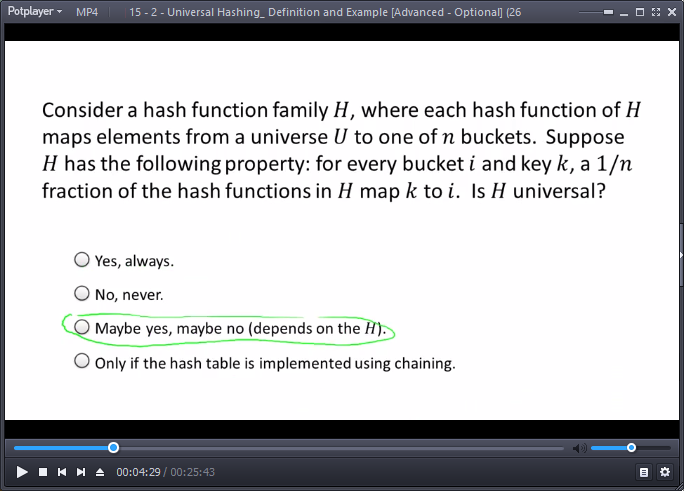 Potplayer MP4 15 - 2 - Universal Hashing_ Definition and Example [Advanced - Optional] (26
Consider a hash function family H, where each hash function of H
maps elements from a universe U to one of n buckets. Suppose
H has the following property: for every bucket i and key k, a 1/n
fraction of the hash functions in H map k to i. Is H universal?
Yes, always.
No, never.
Maybe yes, maybe no (depends on the H).
Only if the hash table is implemented using chaining.
00:04:29 / 00:25:43